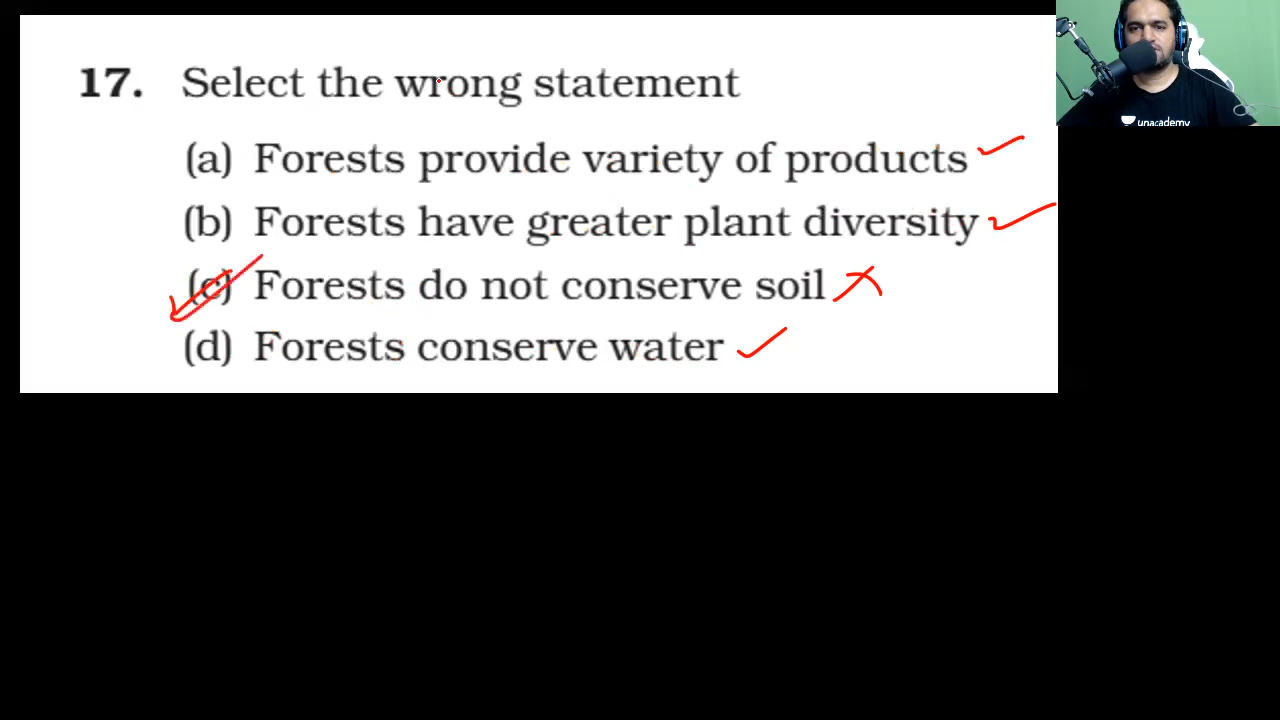 17. Select the wrong statement
(a) Forests provide variety of products
(b) Forests have greater plant diversity
(c) Forests do not conserve soil
(d) Forests conserve water
unacademy